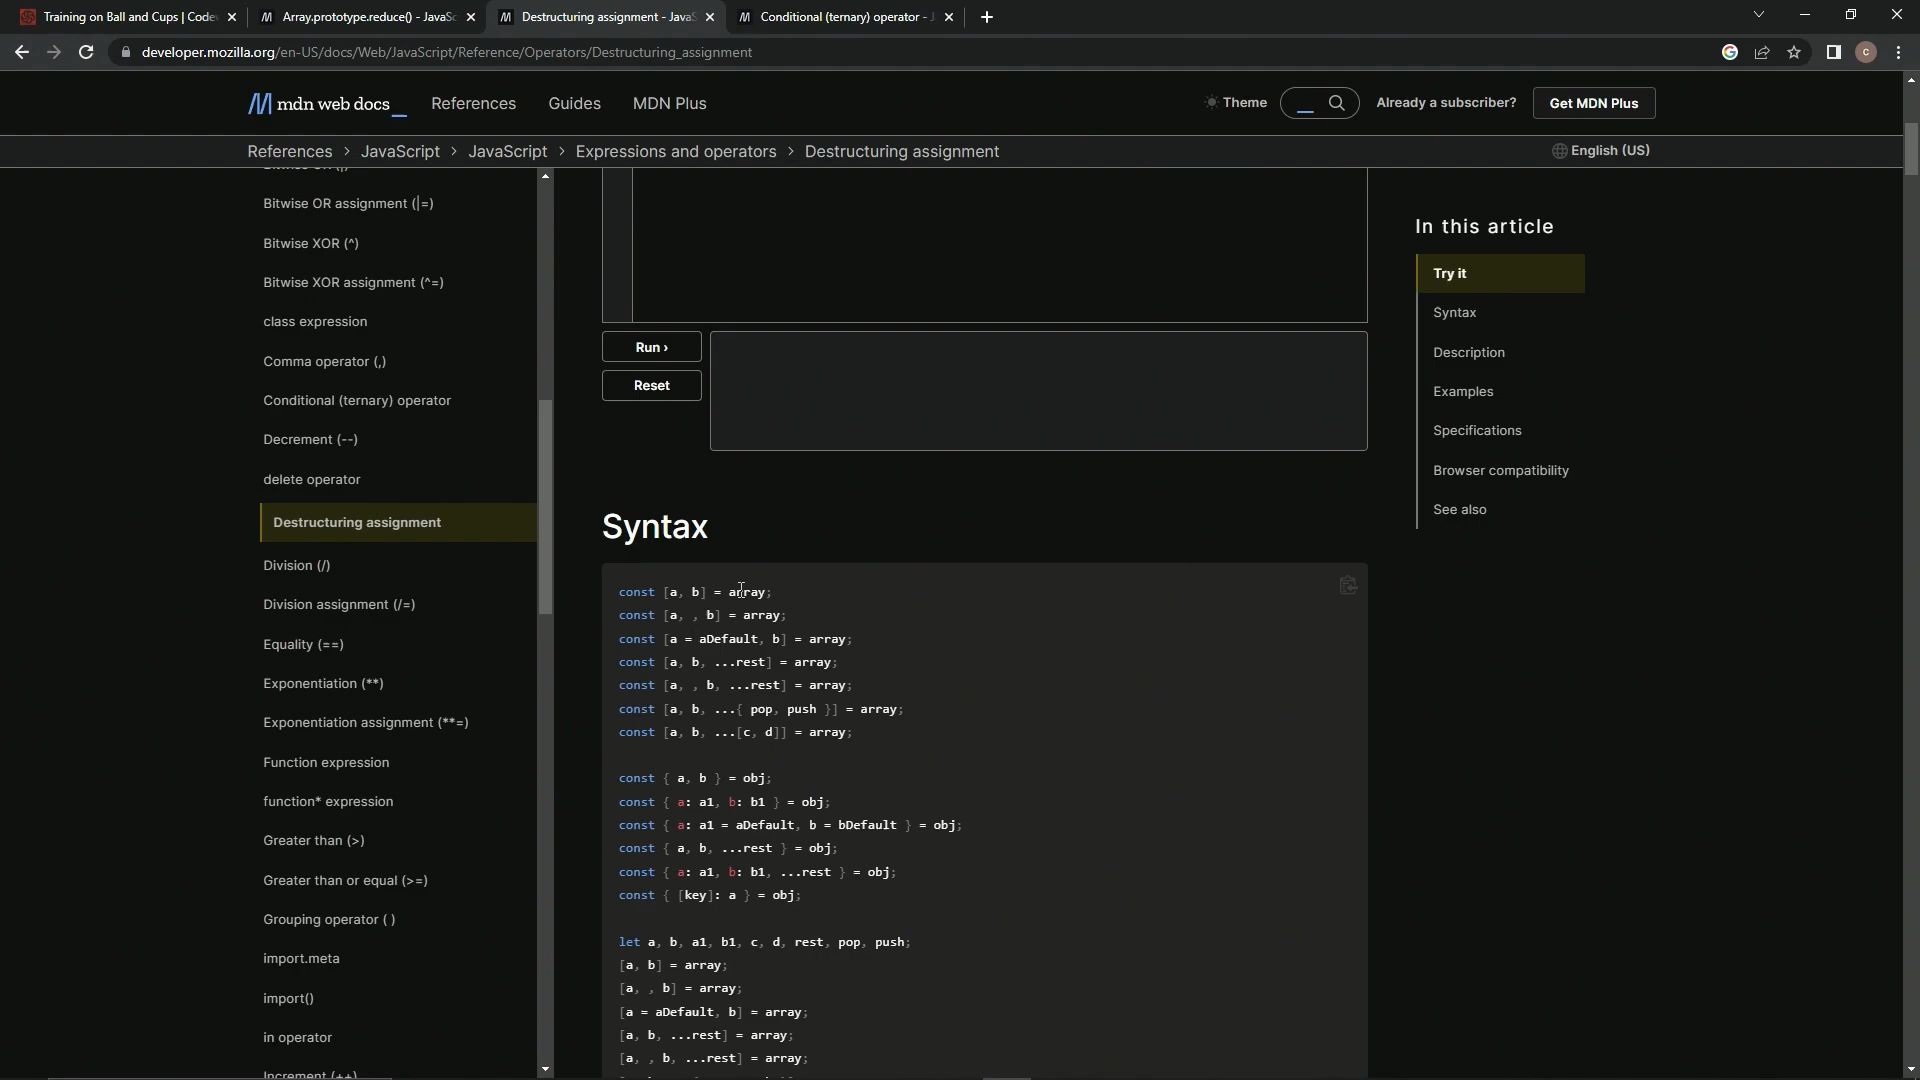 Training on Ball and Cups | Codew
Array.prototype.reduce() - JavaSc
Destructuring assignment - JavaS
Conditional (ternary) operator - J
developer.mozilla.org/en-US/docs/Web/JavaScript/Reference/Operators/Destructuring_assignment
C
mdn web docs
References
Guides
MDN Plus
Theme
Already a subscriber?
Get MDN Plus
References > JavaScript > JavaScript > Expressions and operators > Destructuring assignment
English (US)
Bitwise OR assignment (|=)
Bitwise XOR (^)
Bitwise XOR assignment (^=)
class expression
Comma operator (,)
Conditional (ternary) operator
Decrement (--)
delete operator
Destructuring assignment
Division (/)
Division assignment (/=)
Equality (==)
Exponentiation (**)
Exponentiation assignment (**=)
Function expression
function* expression
Greater than (>)
Greater than or equal (>=)
Grouping operator ( )
import.meta
import()
in operator
Increment (++)
Run ›
Reset
Syntax
const [a, b] = array;
const [a, , b] = array;
const [a = aDefault, b] = array;
const [a, b, ...rest] = array;
const [a, , b, ...rest] = array;
const [a, b, ...{ pop, push }] = array;
const [a, b, ...[c, d]] = array;
const { a, b } = obj;
const { a: a1, b: b1 } = obj;
const { a: a1 = aDefault, b = bDefault } = obj;
const { a, b, ...rest } = obj;
const { a: a1, b: b1, ...rest } = obj;
const { [key]: a } = obj;
let a, b, a1, b1, c, d, rest, pop, push;
[a, b] = array;
[a, , b] = array;
[a = aDefault, b] = array;
[a, b, ...rest] = array;
[a, , b, ...rest] = array;
In this article
Try it
Syntax
Description
Examples
Specifications
Browser compatibility
See also